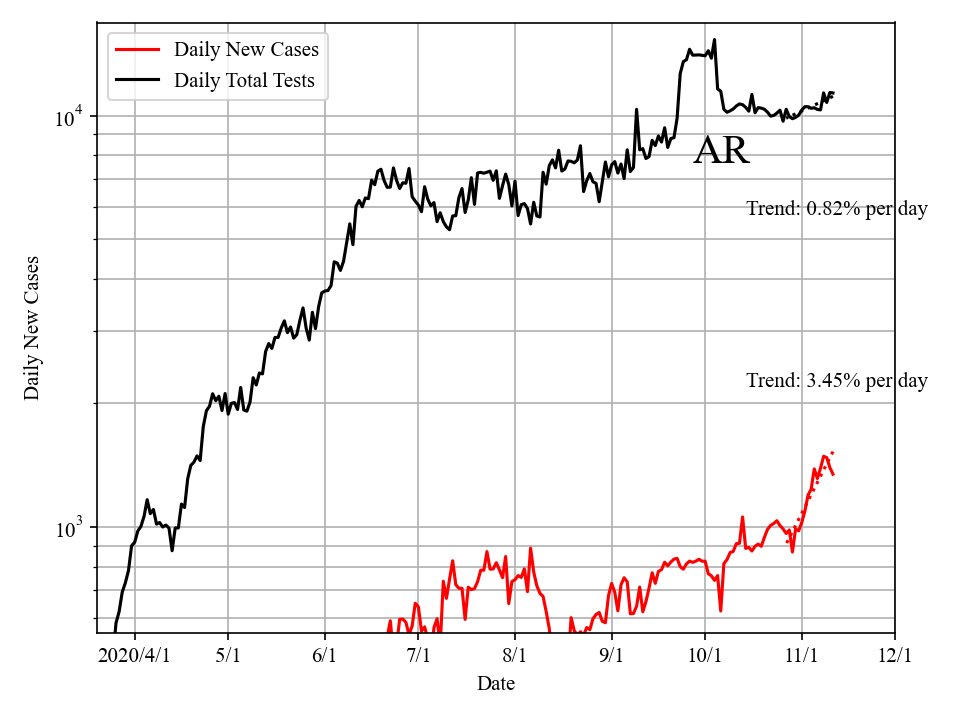 Daily New Cases
Daily Total Tests
10^4
AR
Trend: 0.82% per day
Daily New Cases
Trend: 3.45% per day
10^3
2020/4/1 5/1 6/1 7/1 8/1 9/1 10/1 11/1 12/1
Date